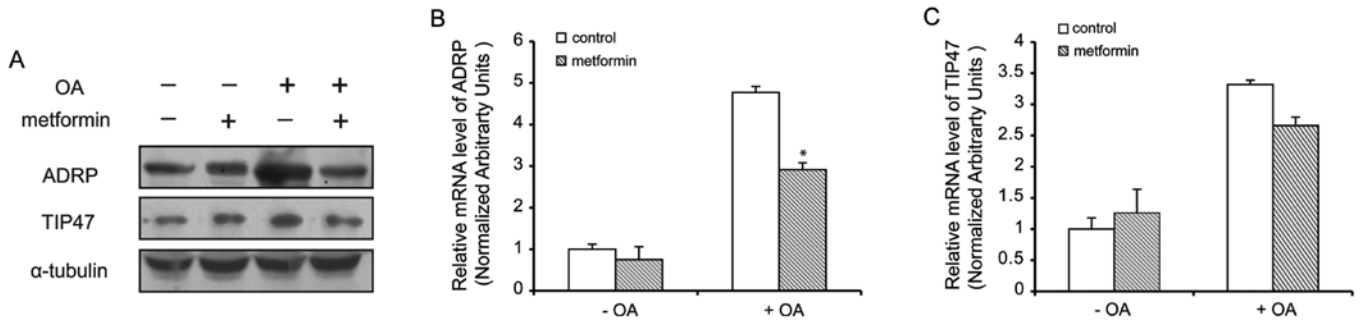 A
OA − − + +
metformin − + − +
ADRP
TIP47
α-tubulin
B
Relative mRNA level of ADRP
(Normalized Arbitrarty Units )
6
5
4
3
2
1
0
control
metformin
*
- OA
+ OA
C
Relative mRNA level of TIP47
(Normalized Arbitrarty Units )
4
3.5
3
2.5
2
1.5
1
0.5
0
control
metformin
- OA
+ OA